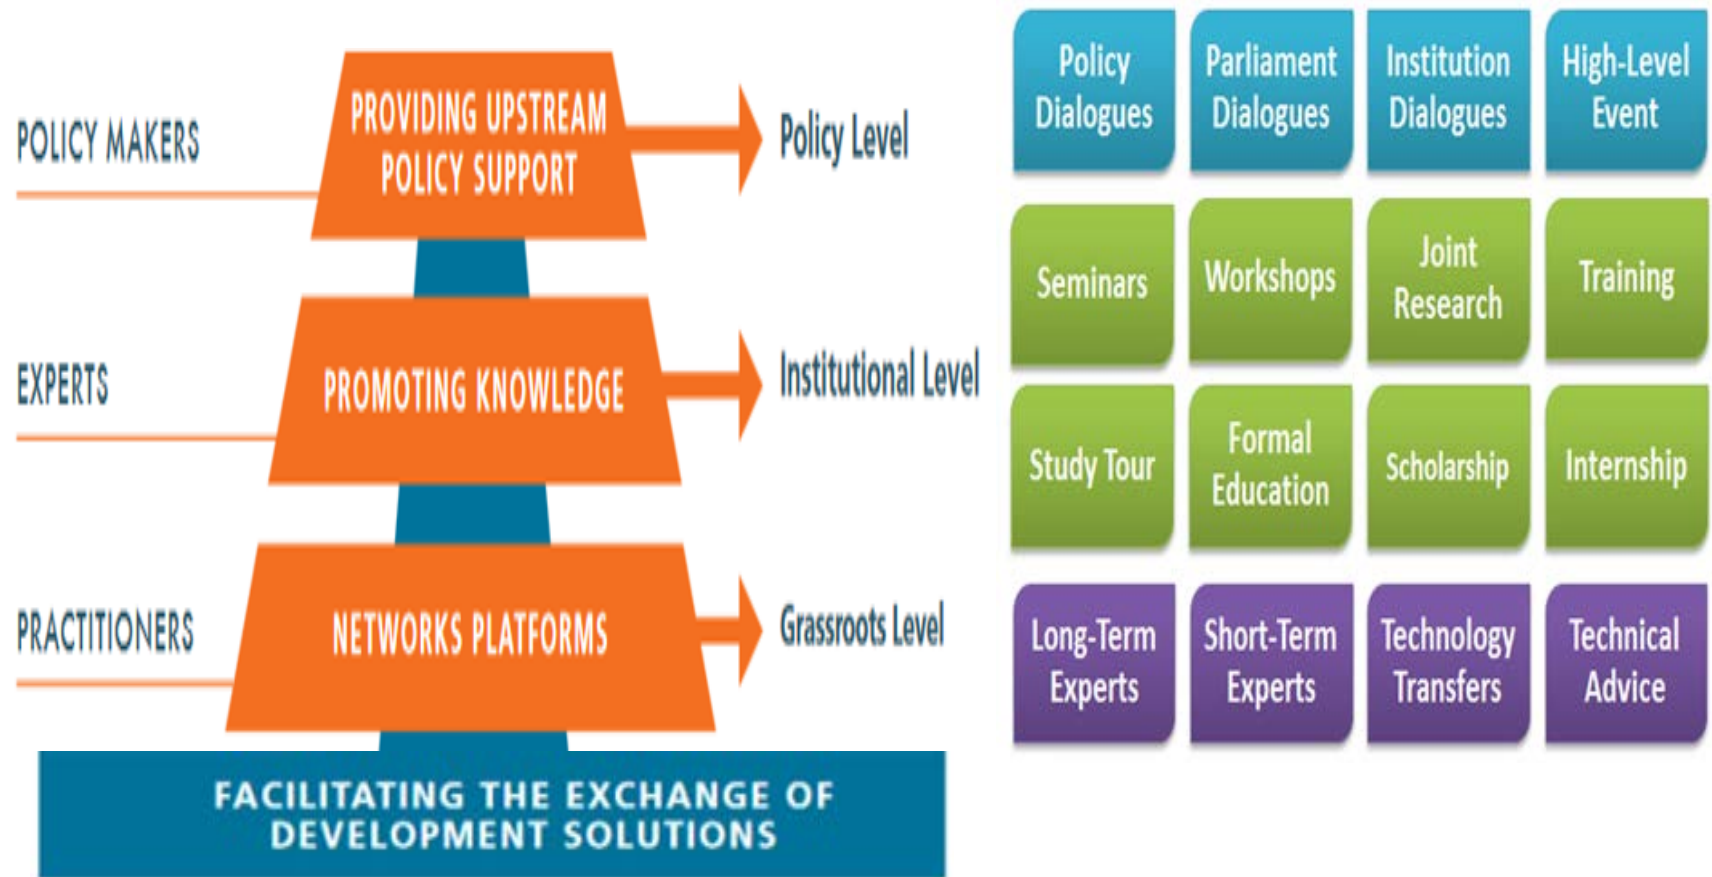 POLICY MAKERS
PROVIDING UPSTREAM
POLICY SUPPORT
Policy Level
EXPERTS
PROMOTING KNOWLEDGE
Institutional Level
PRACTITIONERS
NETWORKS PLATFORMS
Grassroots Level
FACILITATING THE EXCHANGE OF
DEVELOPMENT SOLUTIONS
Policy
Dialogues
Parliament
Dialogues
Institution
Dialogues
High-Level
Event
Seminars
Workshops
Joint
Research
Training
Study Tour
Formal
Education
Scholarship
Internship
Long-Term
Experts
Short-Term
Experts
Technology
Transfers
Technical
Advice